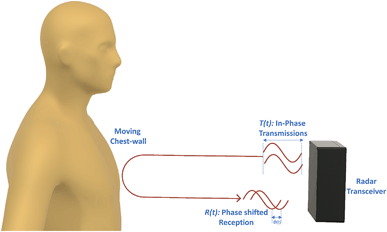 T(t): In-Phase
Transmissions
Moving
Chest-wall
Radar
Transceiver
R(t): Phase shifted
Reception